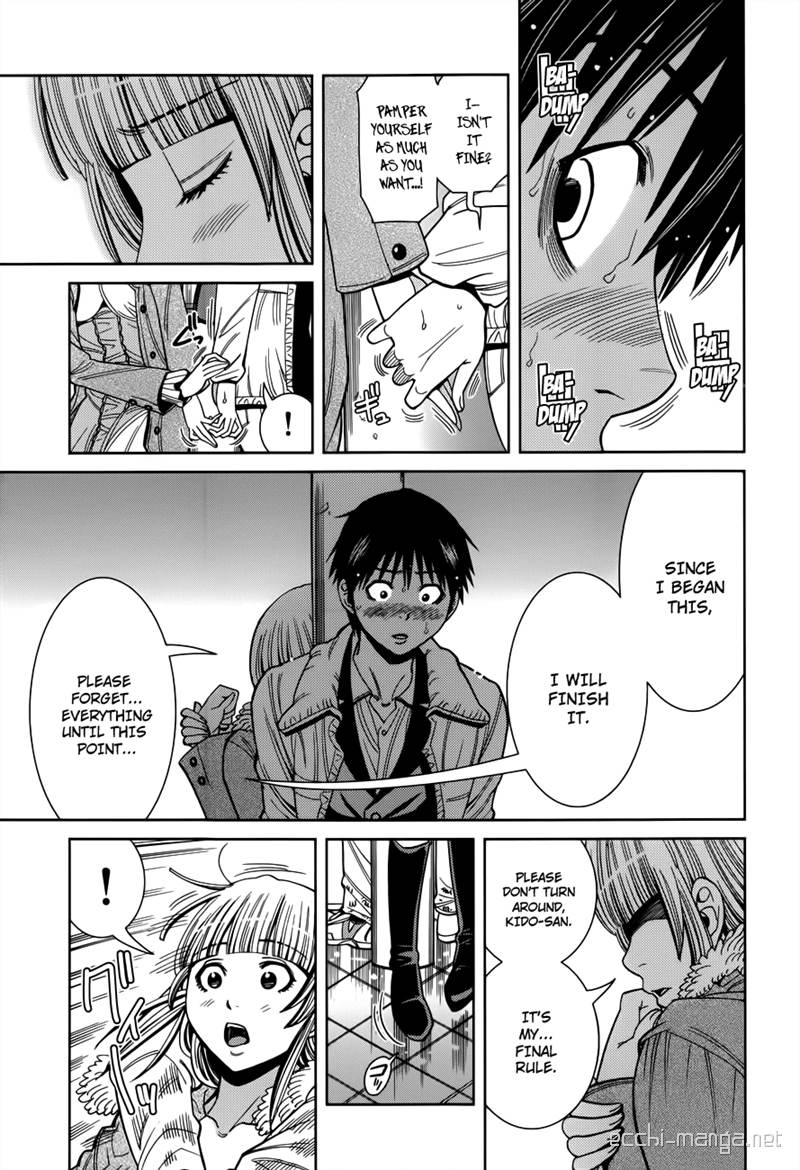 BA-
DUMP
BA-
DUMP
BA-
DUMP
I-
ISN'T
IT
FINE?
PAMPER
YOURSELF
AS MUCH
AS YOU
WANT...!
ギュ
!
SINCE
I BEGAN
THIS,
I WILL
FINISH
IT.
PLEASE
FORGET...
EVERYTHING
UNTIL THIS
POINT...
PLEASE
DON'T TURN
AROUND,
KIDO-SAN.
IT'S
MY...
FINAL
RULE.
!
ecchi-manga.net